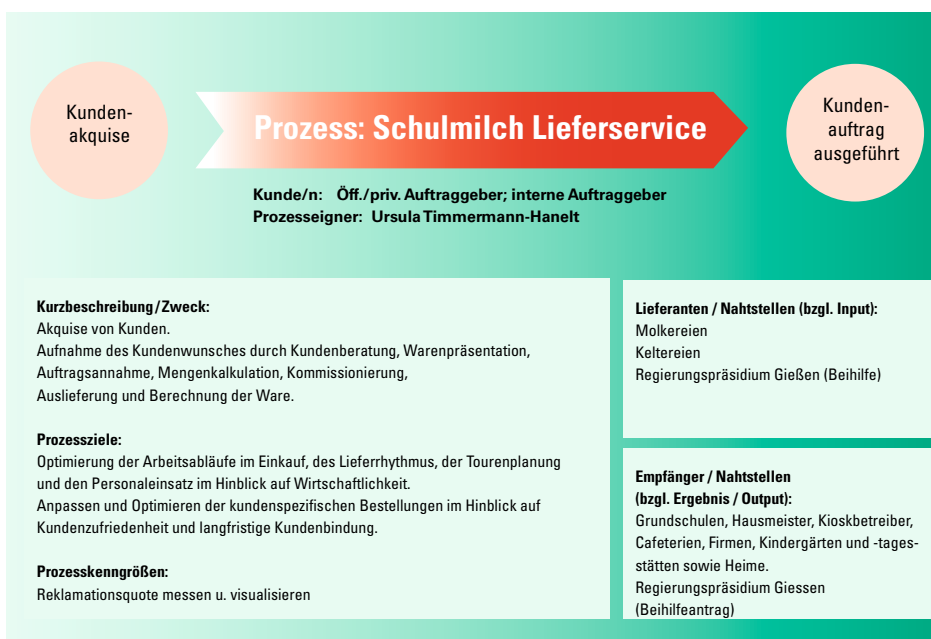 Kunden-
akquise
Prozess: Schulmilch Lieferservice
Kunden-
auftrag
ausgeführt
Kunde/n: Öff./priv. Auftraggeber; interne Auftraggeber
Prozesseigner: Ursula Timmermann-Hanelt
Kurzbeschreibung/Zweck:
Akquise von Kunden.
Aufnahme des Kundenwunsches durch Kundenberatung, Warenpräsentation,
Auftragsannahme, Mengenkalkulation, Kommissionierung,
Auslieferung und Berechnung der Ware.
Prozessziele:
Optimierung der Arbeitsabläufe im Einkauf, des Lieferrhythmus, der Tourenplanung
und den Personaleinsatz im Hinblick auf Wirtschaftlichkeit.
Anpassen und Optimieren der kundenspezifischen Bestellungen im Hinblick auf
Kundenzufriedenheit und langfristige Kundenbindung.
Prozesskenngrößen:
Reklamationsquote messen u. visualisieren
Lieferanten / Nahtstellen (bzgl. Input):
Molkereien
Keltereien
Regierungspräsidium Gießen (Beihilfe)
Empfänger / Nahtstellen
(bzgl. Ergebnis / Output):
Grundschulen, Hausmeister, Kioskbetreiber,
Cafeterien, Firmen, Kindergärten und -tages-
stätten sowie Heime.
Regierungspräsidium Giessen
(Beihilfeantrag)